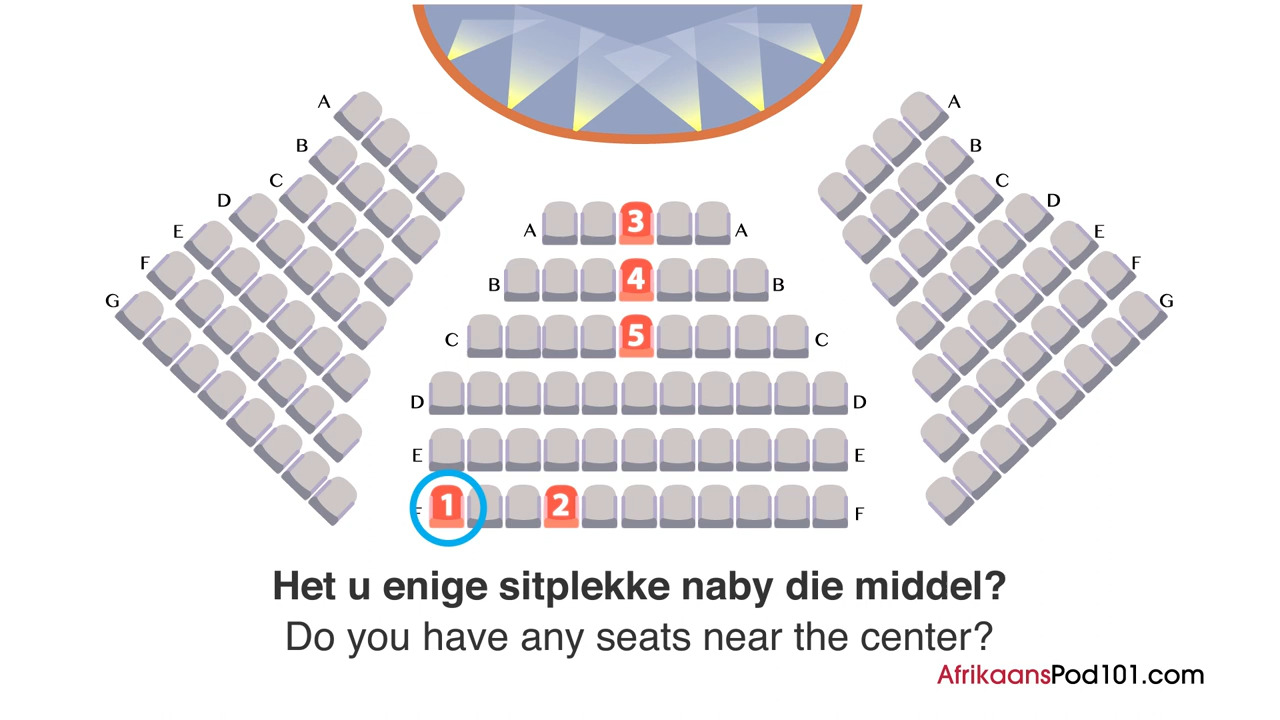 A
B
C
D
E
F
G
A
B
C
D
E
F
G
A 3 A
B 4 B
C 5 C
D D
E E
F 1 2 F
Het u enige sitplekke naby die middel?
Do you have any seats near the center?
AfrikaansPod101.com